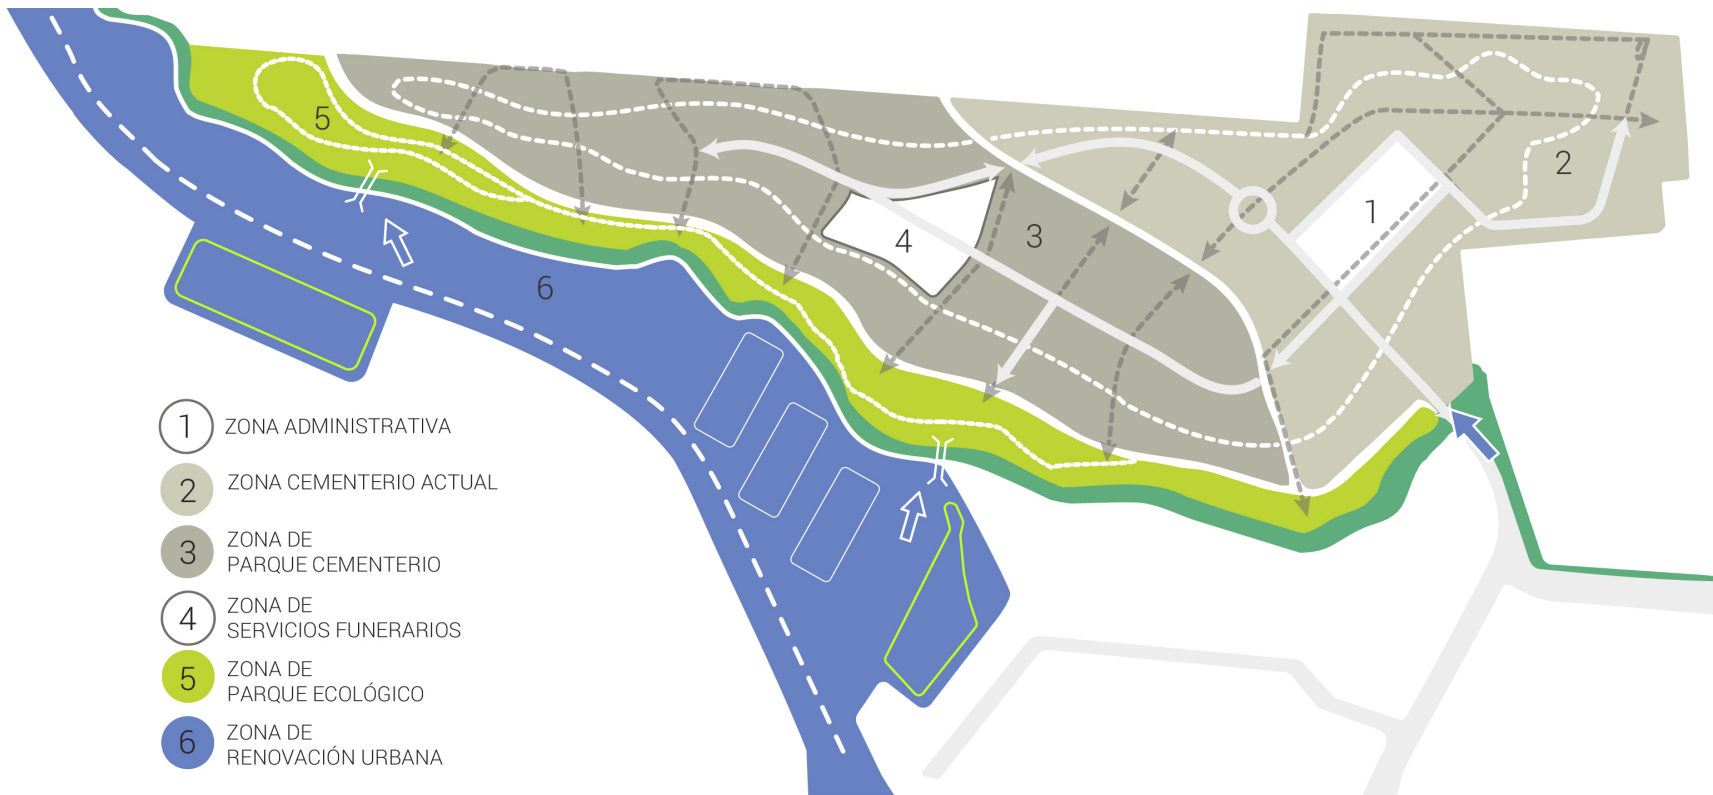 5
2
1
3
4
6
1 ZONA ADMINISTRATIVA
2 ZONA CEMENTERIO ACTUAL
3 ZONA DE
PARQUE CEMENTERIO
4 ZONA DE
SERVICIOS FUNERARIOS
5 ZONA DE
PARQUE ECOLÓGICO
6 ZONA DE
RENOVACIÓN URBANA